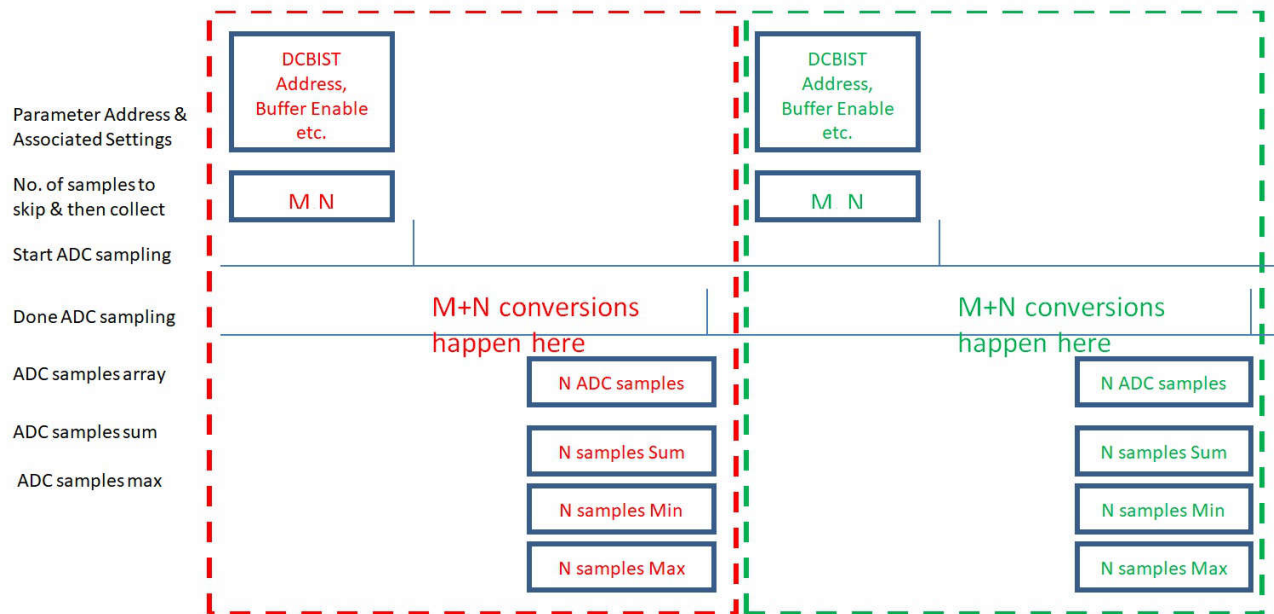 DCBIST
Address,
Buffer Enable
etc.
DCBIST
Address,
Buffer Enable
etc.
Parameter Address &
Associated Settings
No. of samples to
skip & then collect
M N
M N
Start ADC sampling
Done ADC sampling
M+N conversions
happen here
M+N conversions
happen here
ADC samples array
N ADC samples
N ADC samples
ADC samples sum
N samples Sum
N samples Sum
ADC samples max
N samples Min
N samples Min
N samples Max
N samples Max